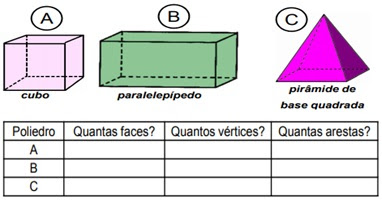 A
B
C
cubo
paralelepípedo
pirâmide de
base quadrada
Poliedro Quantas faces? Quantos vértices? Quantas arestas?
A
B
C